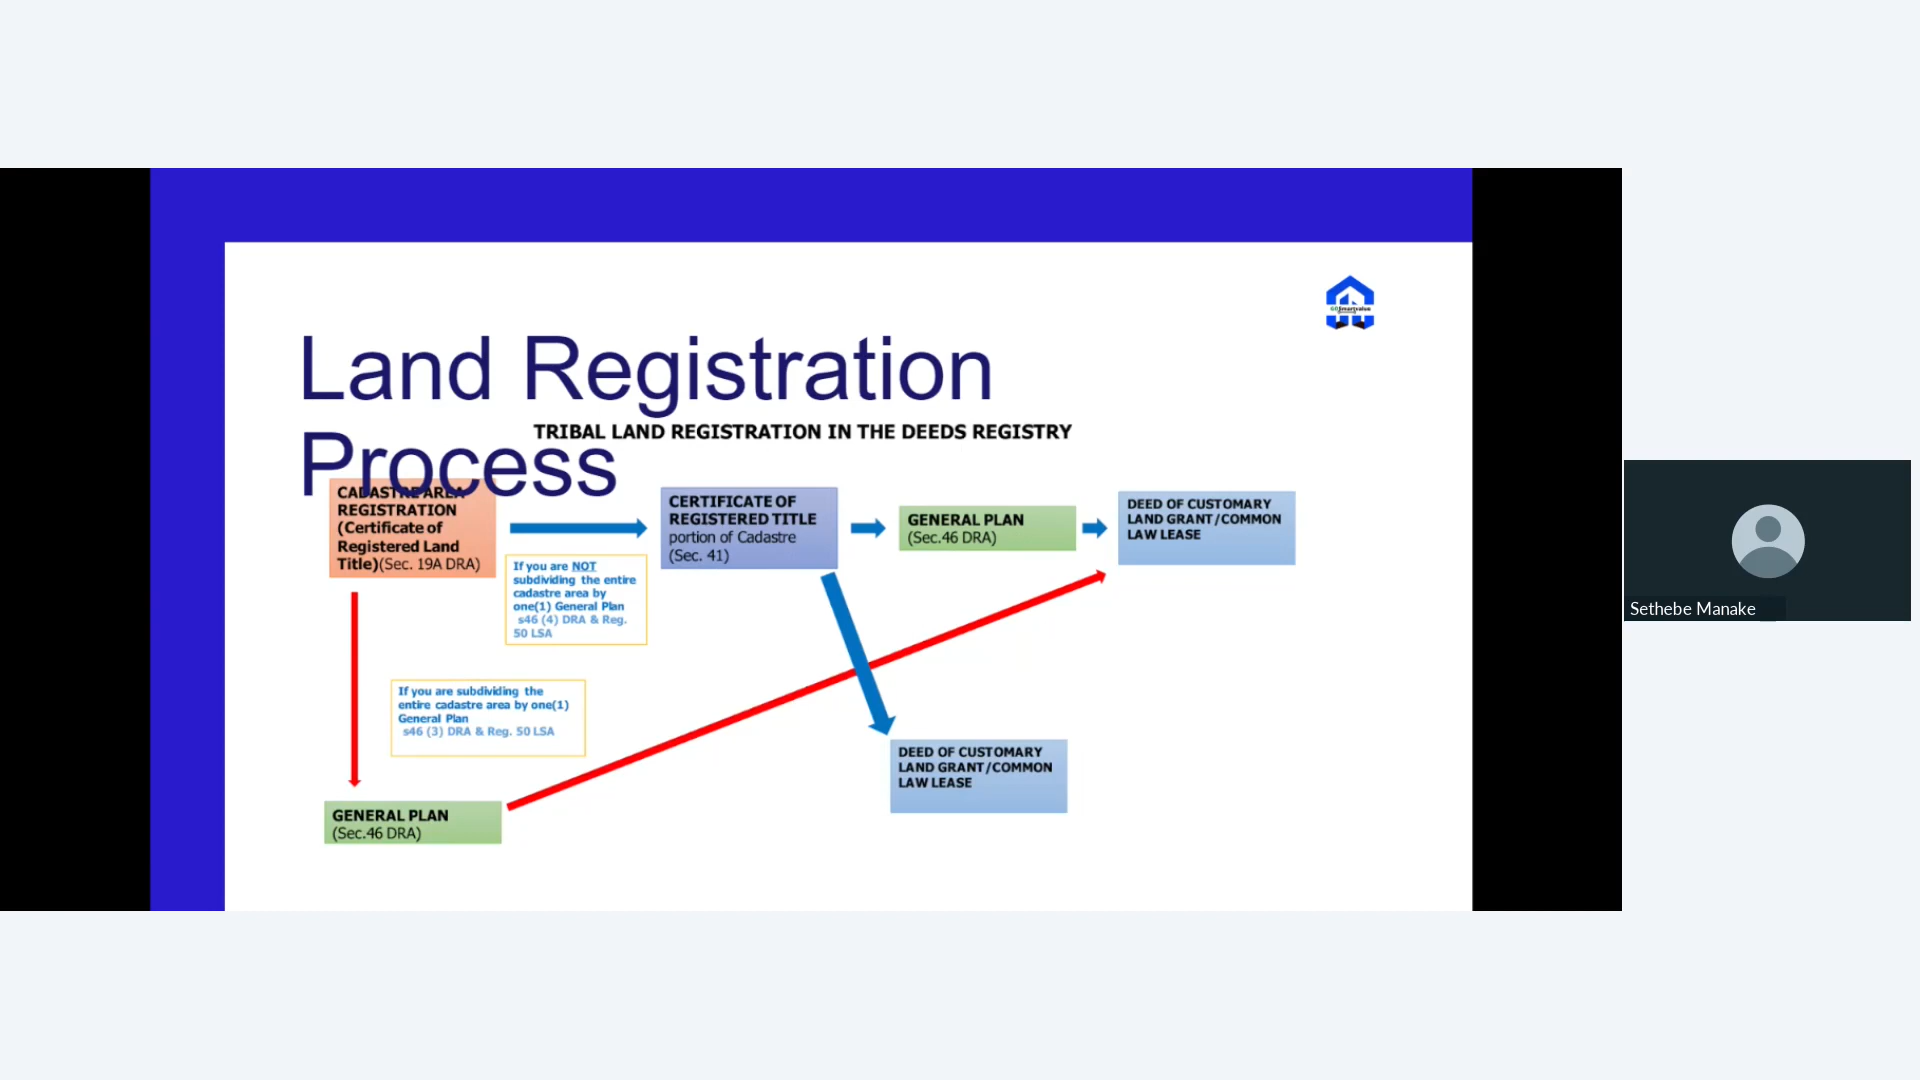 Land Registration
Process
TRIBAL LAND REGISTRATION IN THE DEEDS REGISTRY
CADASTRE AREA
REGISTRATION
(Certificate of
Registered Land
Title)(Sec. 19A DRA)
If you are NOT
subdividing the entire
cadastre area by
one(1) General Plan
s46 (4) DRA & Reg.
50 LSA
CERTIFICATE OF
REGISTERED TITLE
portion of Cadastre
(Sec. 41)
GENERAL PLAN
(Sec.46 DRA)
DEED OF CUSTOMARY
LAND GRANT/COMMON
LAW LEASE
If you are subdividing the
entire cadastre area by one(1)
General Plan
s46 (3) DRA & Reg. 50 LSA
GENERAL PLAN
(Sec.46 DRA)
DEED OF CUSTOMARY
LAND GRANT/COMMON
LAW LEASE
Sethebe Manake